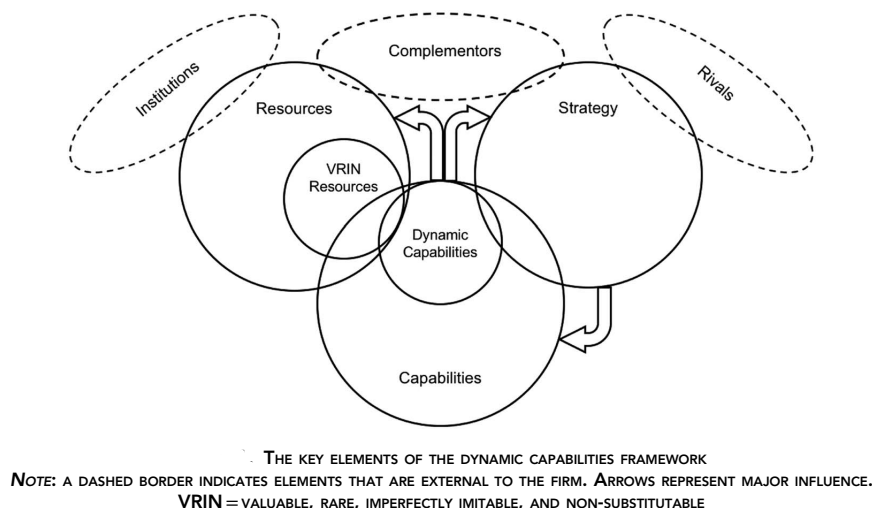 Complementors
Institutions
Rivals
Resources
Strategy
VRIN
Resources
Dynamic
Capabilities
Capabilities
THE KEY ELEMENTS OF THE DYNAMIC CAPABILITIES FRAMEWORK
NOTE: A DASHED BORDER INDICATES ELEMENTS THAT ARE EXTERNAL TO THE FIRM. ARROWS REPRESENT MAJOR INFLUENCE.
VRIN=VALUABLE, RARE, IMPERFECTLY IMITABLE, AND NON-SUBSTITUTABLE